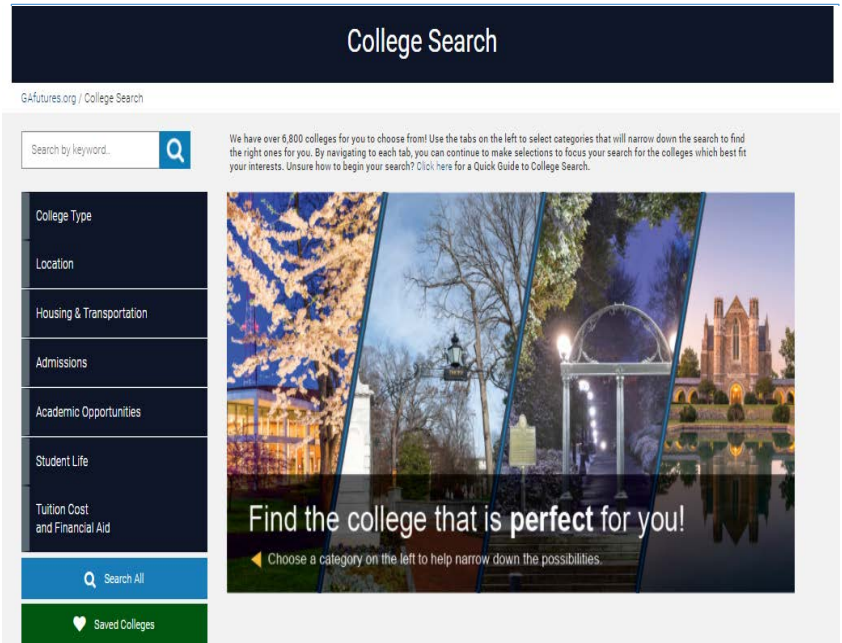 College Search
GAfutures.org / College Search
Search by keyword..
We have over 6,800 colleges for you to choose from! Use the tabs on the left to select categories that will narrow down the search to find
the right ones for you. By navigating to each tab, you can continue to make selections to focus your search for the colleges which best fit
your interests. Unsure how to begin your search? Click here for a Quick Guide to College Search.
College Type
Location
Housing & Transportation
Admissions
Academic Opportunities
Student Life
Tuition Cost
and Financial Aid
Search All
Saved Colleges
Find the college that is perfect for you!
Choose a category on the left to help narrow down the possibilities.